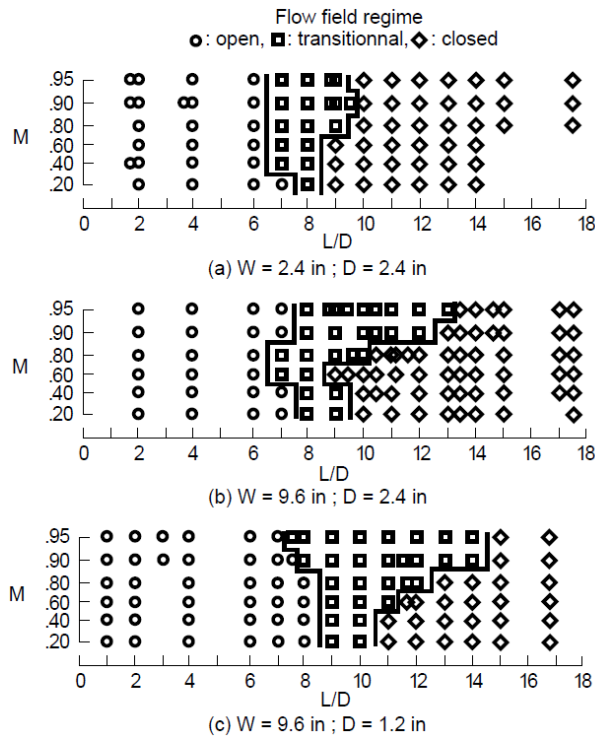 Flow field regime
○: open, □: transitionnal, ◇: closed
.95
.90
.80
.60
.40
.20
M
0 2 4 6 8 10 12 14 16 18
L/D
(a) W = 2.4 in ; D = 2.4 in
.95
.90
.80
.60
.40
.20
M
0 2 4 6 8 10 12 14 16 18
L/D
(b) W = 9.6 in ; D = 2.4 in
.95
.90
.80
.60
.40
.20
M
0 2 4 6 8 10 12 14 16 18
L/D
(c) W = 9.6 in ; D = 1.2 in